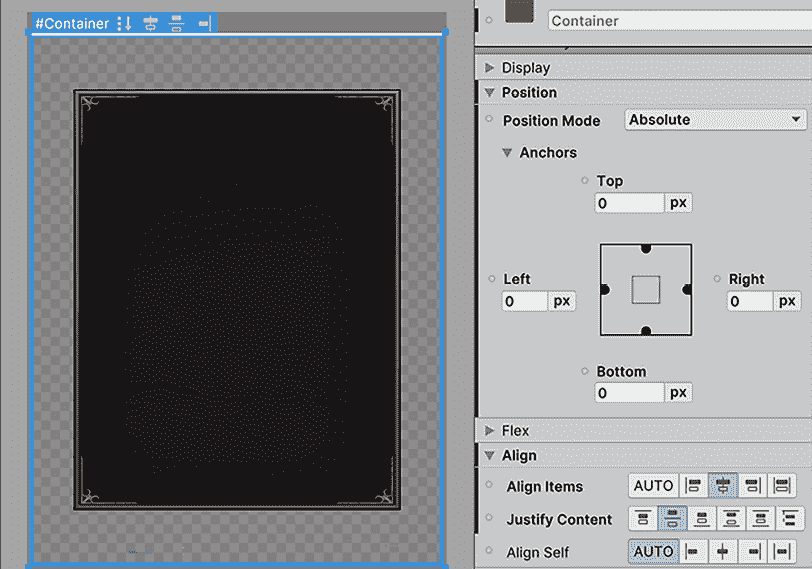 #Container
Container
Display
Position
Position Mode
Absolute
Anchors
Top
0 px
Left
0 px
Right
0 px
Bottom
0 px
Flex
Align
Align Items AUTO
Justify Content
Align Self AUTO